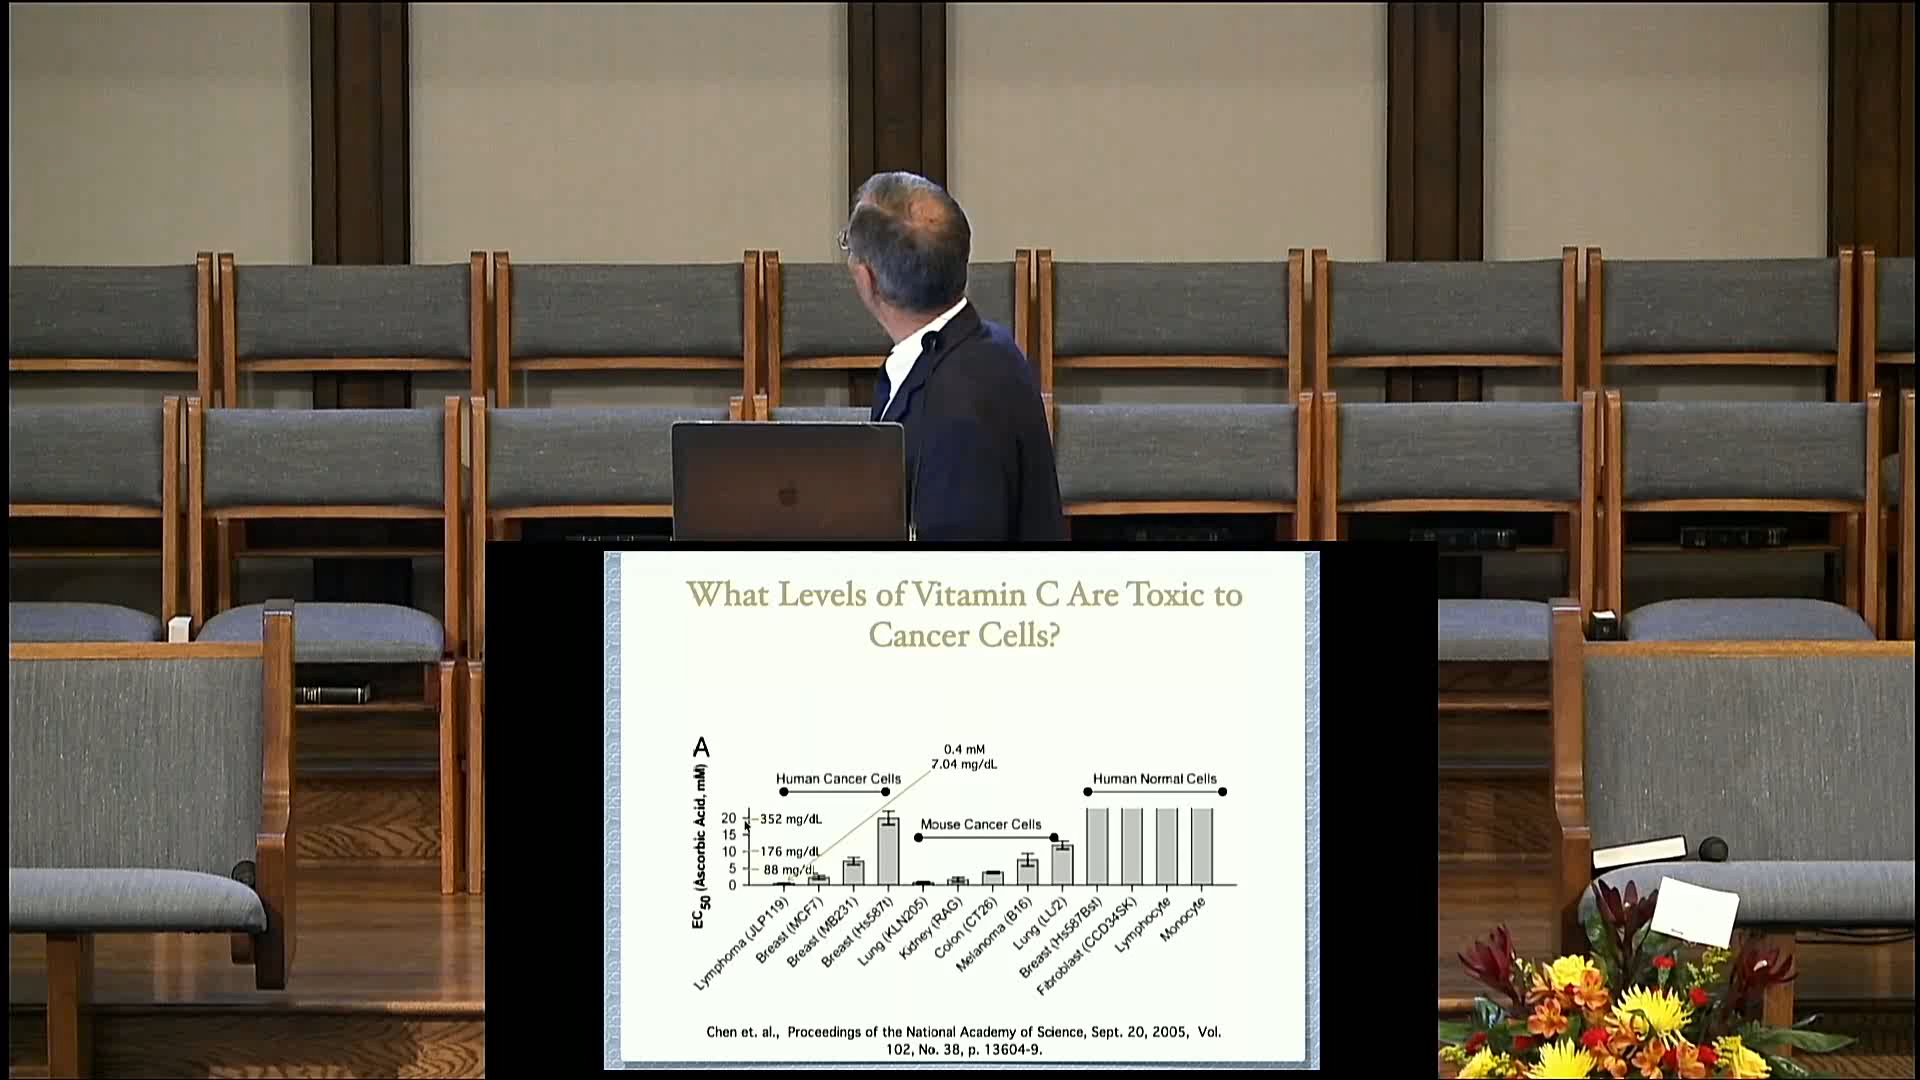 What Levels of Vitamin C Are Toxic to
Cancer Cells?
A
0.4 mM
7.04 mg/dL
Human Cancer Cells
Human Normal Cells
Mouse Cancer Cells
EC50 (Ascorbic Acid, mM)
20
352 mg/dL
15
10
176 mg/dL
5
88 mg/dL
0
Lymphoma (JLP119)
Breast (MCF7)
Breast (MB231)
Breast (Hs587t)
Lung (KLN205)
Kidney (RAG)
Colon (CT26)
Melanoma (B16)
Lung (LL/2)
Breast (Hs587Bst)
Fibroblast (CCD34SK)
Lymphocyte
Monocyte
Chen et. al., Proceedings of the National Academy of Science, Sept. 20, 2005, Vol.
102, No. 38, p. 13604-9.